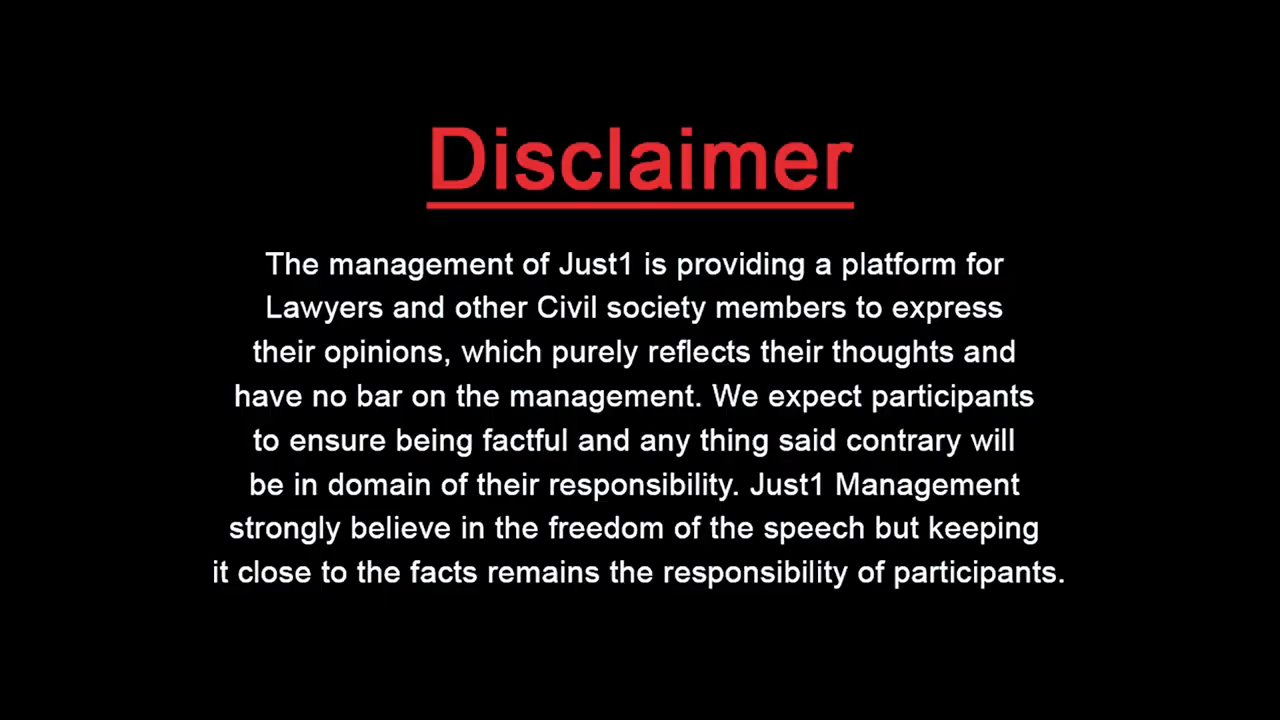 Disclaimer
The management of Just1 is providing a platform for
Lawyers and other Civil society members to express
their opinions, which purely reflects their thoughts and
have no bar on the management. We expect participants
to ensure being factful and any thing said contrary will
be in domain of their responsibility. Just1 Management
strongly believe in the freedom of the speech but keeping
it close to the facts remains the responsibility of participants.